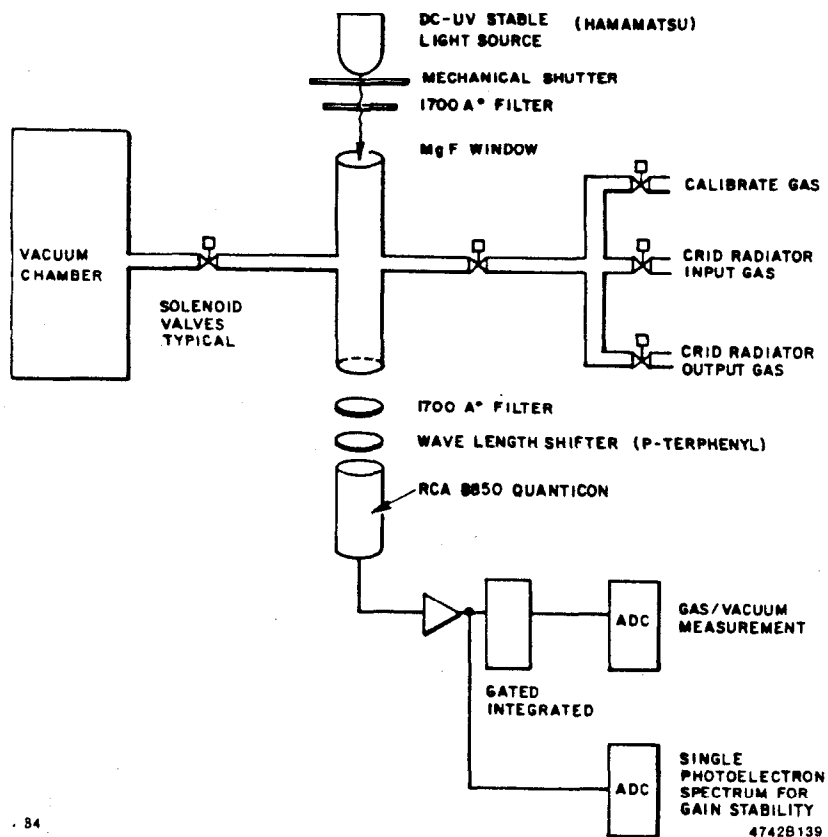 DC-UV STABLE (HAMAMATSU)
LIGHT SOURCE
MECHANICAL SHUTTER
1700 A° FILTER
MgF WINDOW
CALIBRATE GAS
VACUUM
CHAMBER
CRID RADIATOR
INPUT GAS
SOLENOID
VALVES
TYPICAL
CRID RADIATOR
OUTPUT GAS
1700 A° FILTER
WAVE LENGTH SHIFTER (P-TERPHENYL)
RCA 8850 QUANTICON
ADC
GAS/VACUUM
MEASUREMENT
GATED
INTEGRATED
ADC
SINGLE
PHOTOELECTRON
SPECTRUM FOR
GAIN STABILITY
84
4742B139